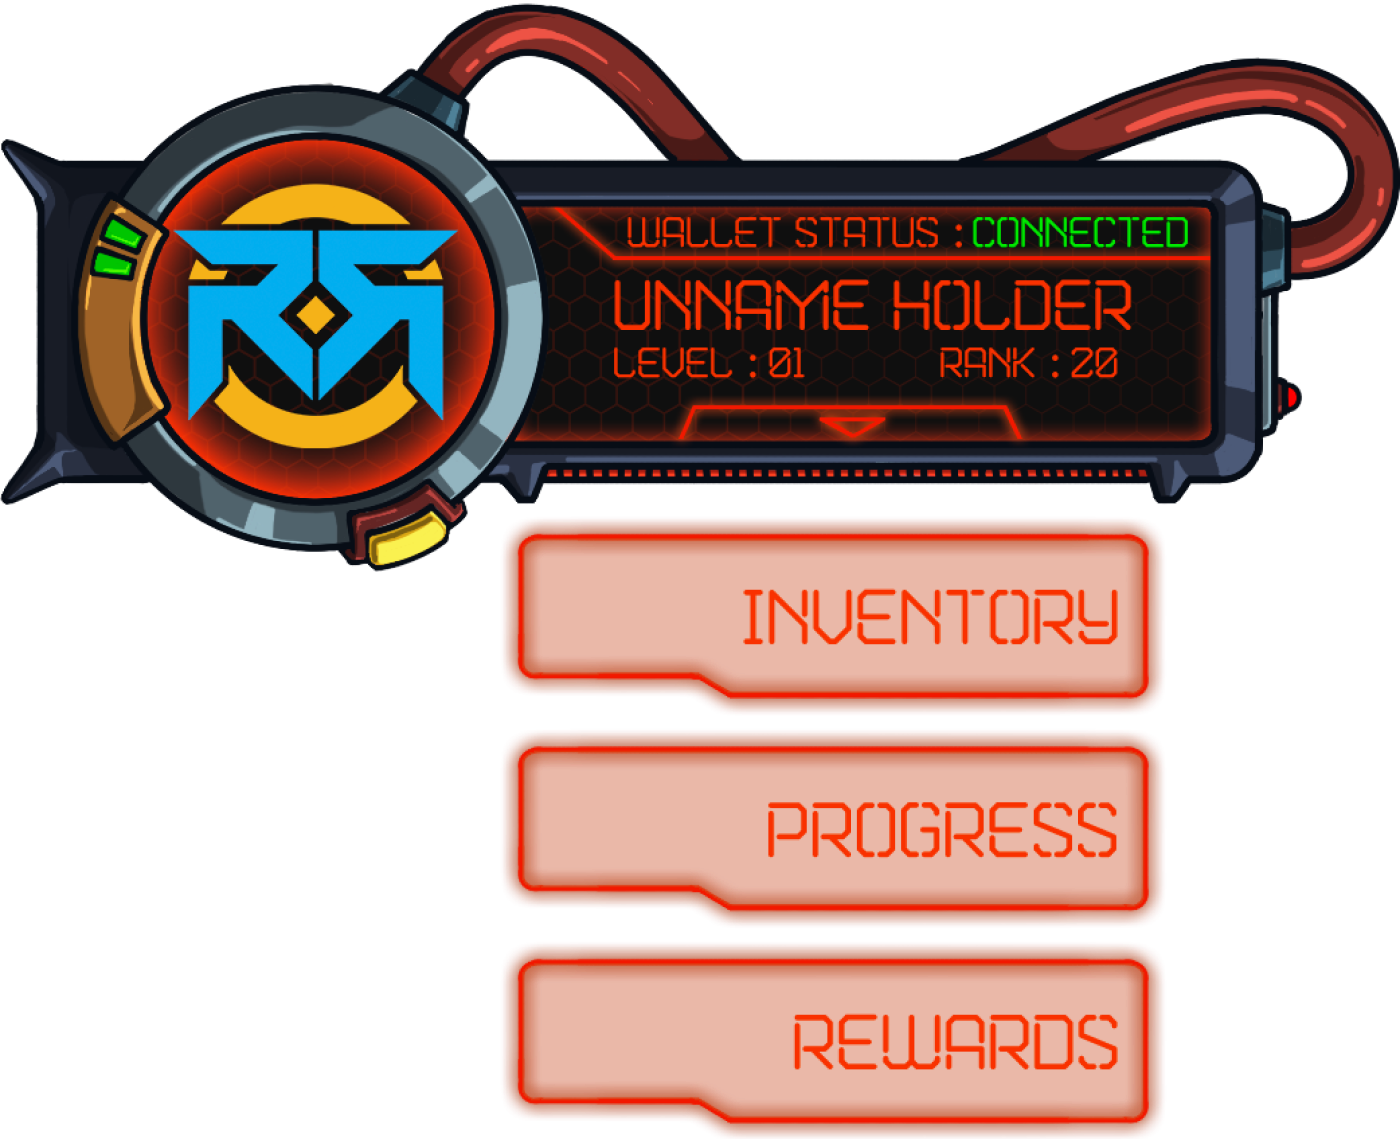 WALLET STATUS : CONNECTED
UNNAME HOLDER
LEVEL : 01 RANK : 20
INVENTORY
PROGRESS
REWARDS